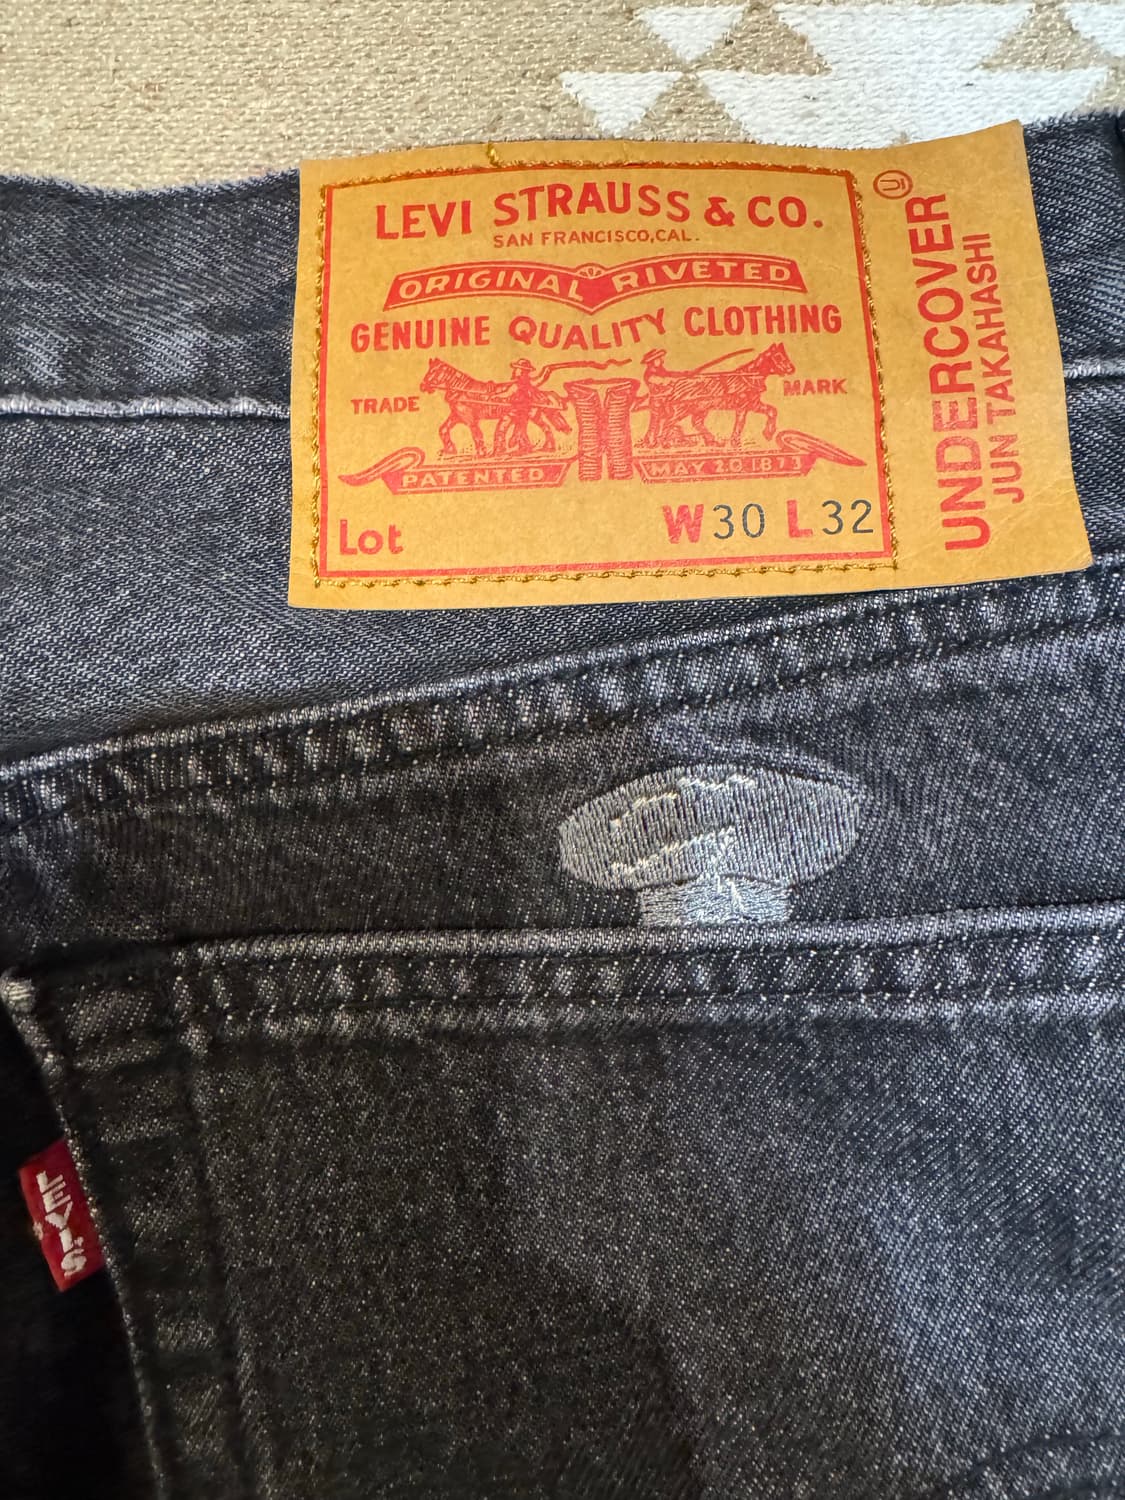 LEVI STRAUSS & CO.
SAN FRANCISCO, CAL.
ORIGINAL RIVETED
GENUINE QUALITY CLOTHING
TRADE MARK
PATENTED MAY 20 1873
Lot W30 L32
UNDERCOVER
JUN TAKAHASHI
LEVI'S